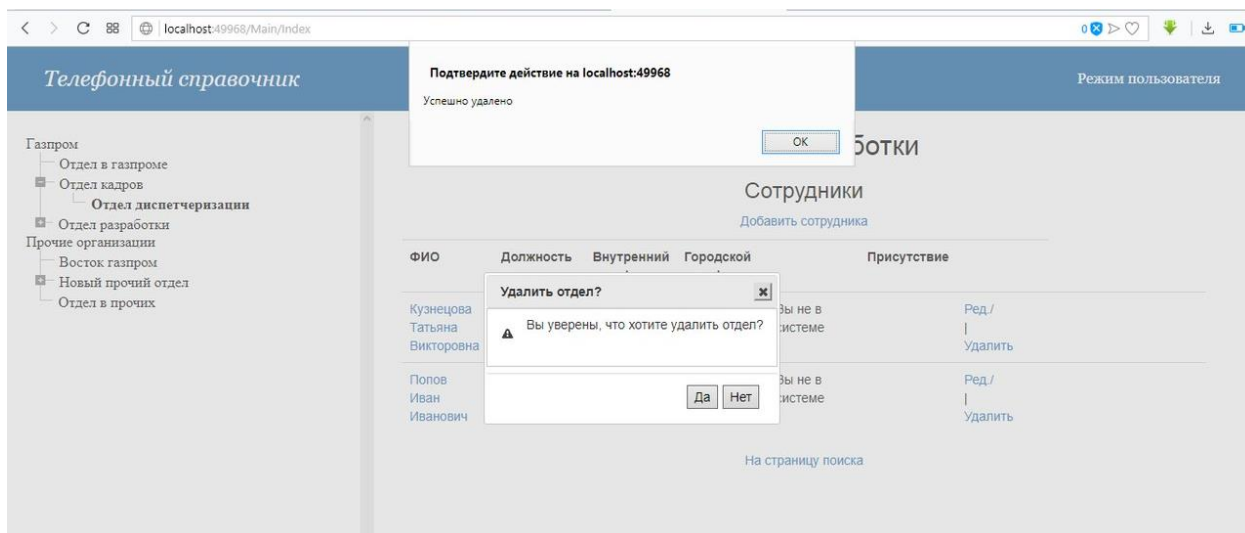 localhost:49968/Main/Index
0
Телефонный справочник
Режим пользователя
Подтвердите действие на localhost:49968
Успешно удалено
OK
Газпром
Отдел в газпроме
Отдел кадров
Отдел диспетчеризации
Отдел разработки
Прочие организации
Восток газпром
Новый прочий отдел
Отдел в прочих
ботки
Сотрудники
Добавить сотрудника
ФИО Должность Внутренний Городской Присутствие
Удалить отдел?
Вы уверены, что хотите удалить отдел?
Да Нет
Кузнецова
Татьяна
Викторовна
Вы не в
системе
Ред./
|
Удалить
Попов
Иван
Иванович
Вы не в
системе
Ред./
|
Удалить
На страницу поиска